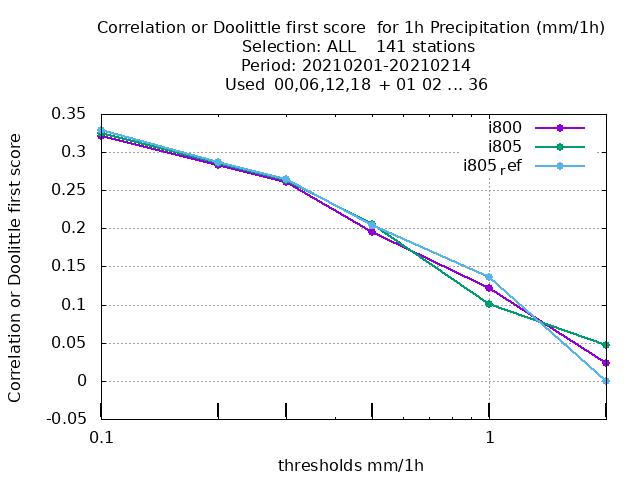 Correlation or Doolittle first score  for 1h Precipitation (mm/1h)
Selection: ALL    141 stations
Period: 20210201-20210214
Used  00,06,12,18  + 01 02 ... 36
Correlation or Doolittle first score
0.35
0.3
0.25
0.2
0.15
0.1
0.05
0
-0.05
i800
i805
i805ref
0.1
1
thresholds mm/1h